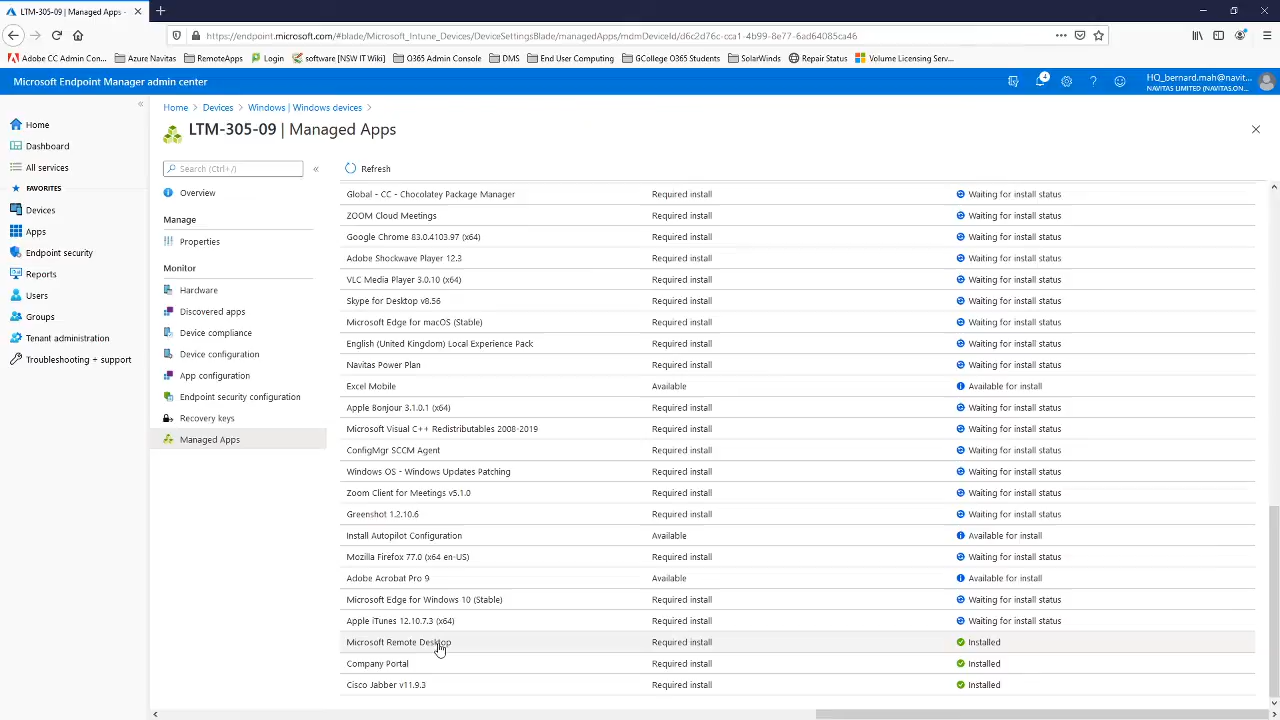 LTM-305-09 | Managed Apps -
https://endpoint.microsoft.com/#blade/Microsoft_Intune_Devices/DeviceSettingsBlade/managedApps/mdmDeviceId/d6c2d76c-cca1-4b99-8e77-6ad64085ca46
Adobe CC Admin Con... Azure Navitas RemoteApps Login software [NSW IT Wiki] O365 Admin Console DMS End User Computing GCollege O365 Students SolarWinds Repair Status Volume Licensing Serv...
Microsoft Endpoint Manager admin center
4
HQ_bernard.mah@navit...
NAVITAS LIMITED (NAVITAS.ON...
Home > Devices > Windows | Windows devices >
LTM-305-09 | Managed Apps
Home
Dashboard
All services
FAVORITES
Devices
Apps
Endpoint security
Reports
Users
Groups
Tenant administration
Troubleshooting + support
Search (Ctrl+/)
Overview
Manage
Properties
Monitor
Hardware
Discovered apps
Device compliance
Device configuration
App configuration
Endpoint security configuration
Recovery keys
Managed Apps
Refresh
Global - CC - Chocolatey Package Manager Required install Waiting for install status
ZOOM Cloud Meetings Required install Waiting for install status
Google Chrome 83.0.4103.97 (x64) Required install Waiting for install status
Adobe Shockwave Player 12.3 Required install Waiting for install status
VLC Media Player 3.0.10 (x64) Required install Waiting for install status
Skype for Desktop v8.56 Required install Waiting for install status
Microsoft Edge for macOS (Stable) Required install Waiting for install status
English (United Kingdom) Local Experience Pack Required install Waiting for install status
Navitas Power Plan Required install Waiting for install status
Excel Mobile Available Available for install
Apple Bonjour 3.1.0.1 (x64) Required install Waiting for install status
Microsoft Visual C++ Redistributables 2008-2019 Required install Waiting for install status
ConfigMgr SCCM Agent Required install Waiting for install status
Windows OS - Windows Updates Patching Required install Waiting for install status
Zoom Client for Meetings v5.1.0 Required install Waiting for install status
Greenshot 1.2.10.6 Required install Waiting for install status
Install Autopilot Configuration Available Available for install
Mozilla Firefox 77.0 (x64 en-US) Required install Waiting for install status
Adobe Acrobat Pro 9 Available Available for install
Microsoft Edge for Windows 10 (Stable) Required install Waiting for install status
Apple iTunes 12.10.7.3 (x64) Required install Waiting for install status
Microsoft Remote Desktop Required install Installed
Company Portal Required install Installed
Cisco Jabber v11.9.3 Required install Installed